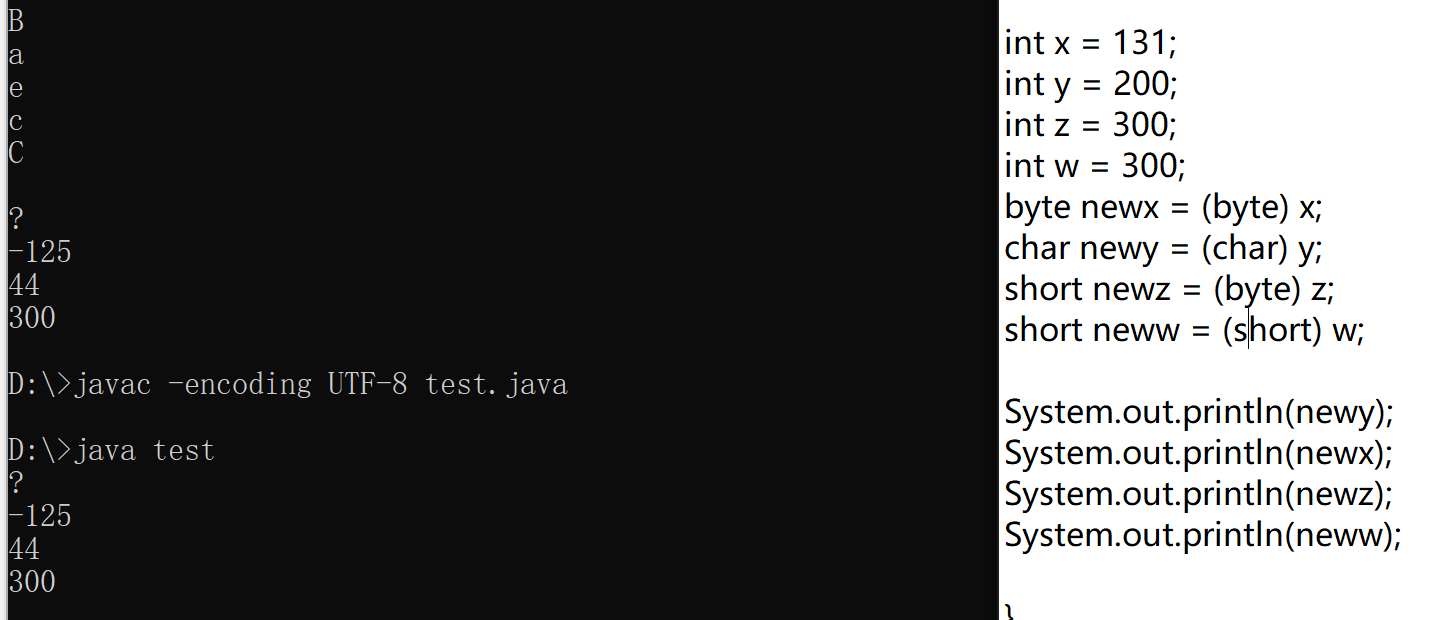 B
a
e
c
C
?
-125
44
300
D:\>javac -encoding UTF-8 test.java
D:\>java test
?
-125
44
300
int x = 131;
int y = 200;
int z = 300;
int w = 300;
byte newx = (byte) x;
char newy = (char) y;
short newz = (byte) z;
short neww = (short) w;
System.out.println(newy);
System.out.println(newx);
System.out.println(newz);
System.out.println(neww);
}